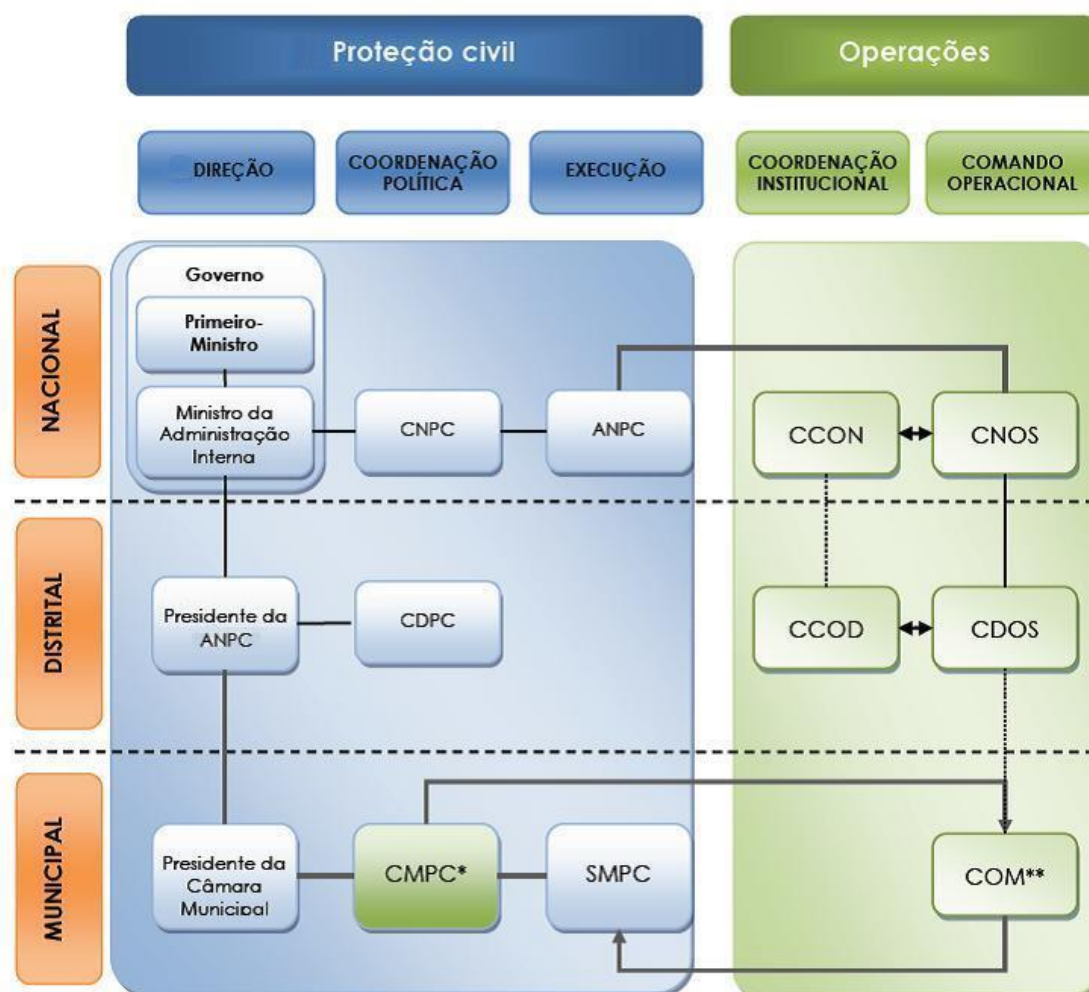 Proteção civil
Operações
DIREÇÃO
COORDENAÇÃO
POLÍTICA
EXECUÇÃO
COORDENAÇÃO
INSTITUCIONAL
COMANDO
OPERACIONAL
NACIONAL
Governo
Primeiro-
Ministro
Ministro da
Administração
Interna
CNPC
ANPC
CCON
CNOS
DISTRITAL
Presidente da
ANPC
CDPC
CCOD
CDOS
MUNICIPAL
Presidente da
Câmara
Municipal
CMPC*
SMPC
COM**